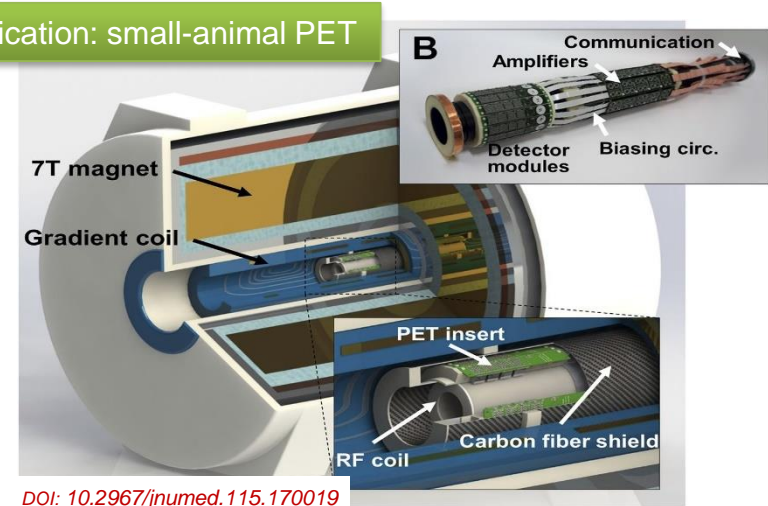 ication: small-animal PET
B
Communication
Amplifiers
Detector
modules
Biasing circ.
7T magnet
Gradient coil
PET insert
RF coil
Carbon fiber shield
DOI: 10.2967/jnumed.115.170019